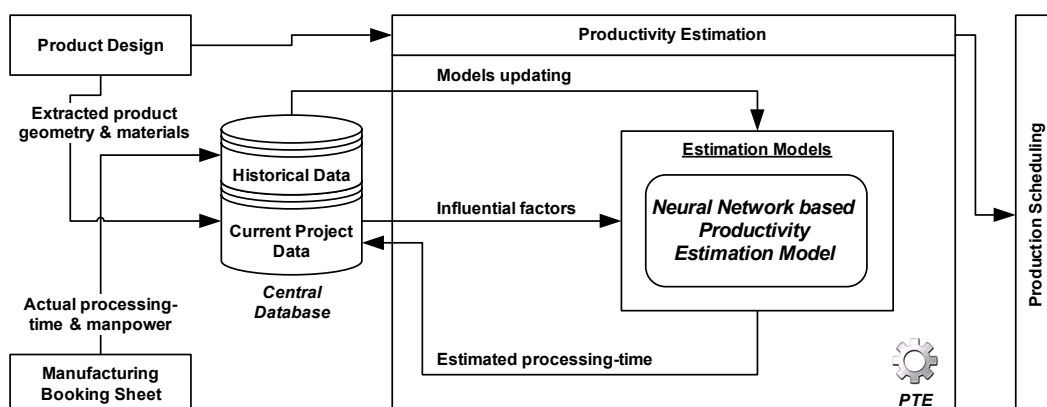 Product Design
Productivity Estimation
Models updating
Extracted product
geometry & materials
Estimation Models
Historical Data
Neural Network based
Productivity
Estimation Model
Influential factors
Current Project
Data
Central
Database
Actual processing-
time & manpower
Estimated processing-time
Manufacturing
Booking Sheet
PTE
Production Scheduling